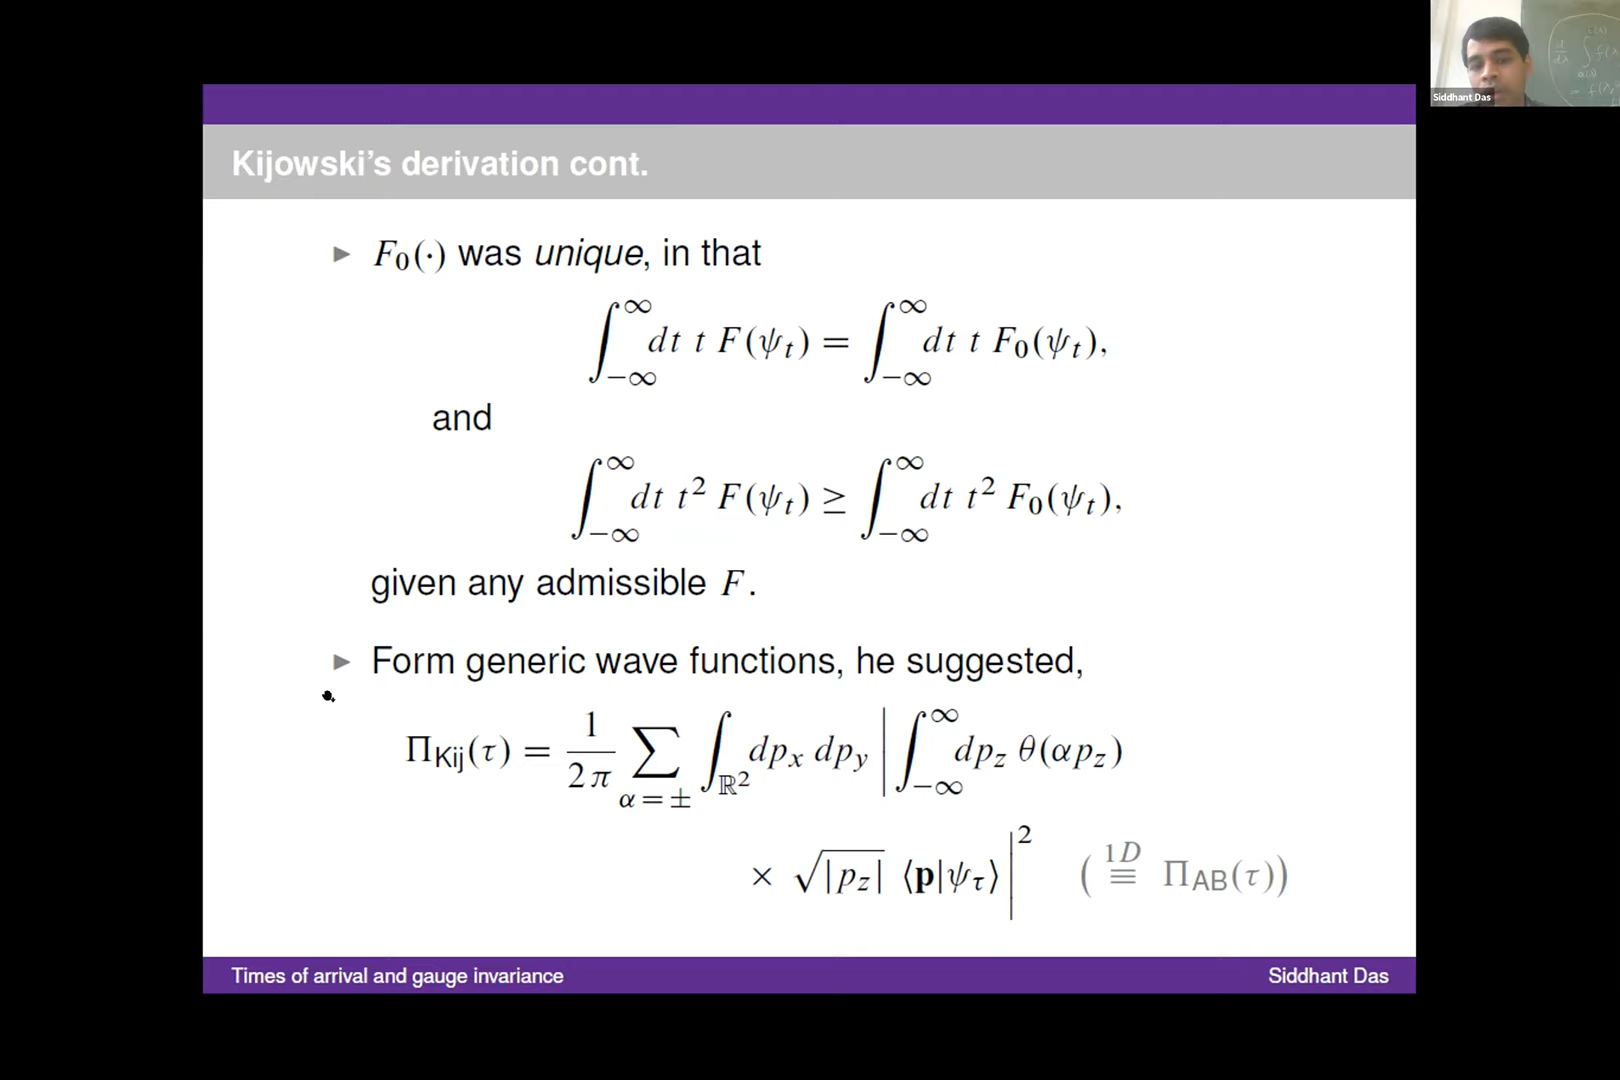 Kijowski's derivation cont.
▶ F₀(·) was unique, in that
∫_{-∞}^{∞} dt t F(ψ_t) = ∫_{-∞}^{∞} dt t F₀(ψ_t),
and
∫_{-∞}^{∞} dt t² F(ψ_t) ≥ ∫_{-∞}^{∞} dt t² F₀(ψ_t),
given any admissible F.
▶ Form generic wave functions, he suggested,
Π_Kij(τ) = 1/(2π) ∑_{α=±} ∫_{ℝ²} dp_x dp_y | ∫_{-∞}^{∞} dp_z θ(αp_z)
× √|p_z| ⟨p|ψ_τ⟩ |² ( ≡^{1D} Π_AB(τ))
Times of arrival and gauge invariance
Siddhant Das
Siddhant Das